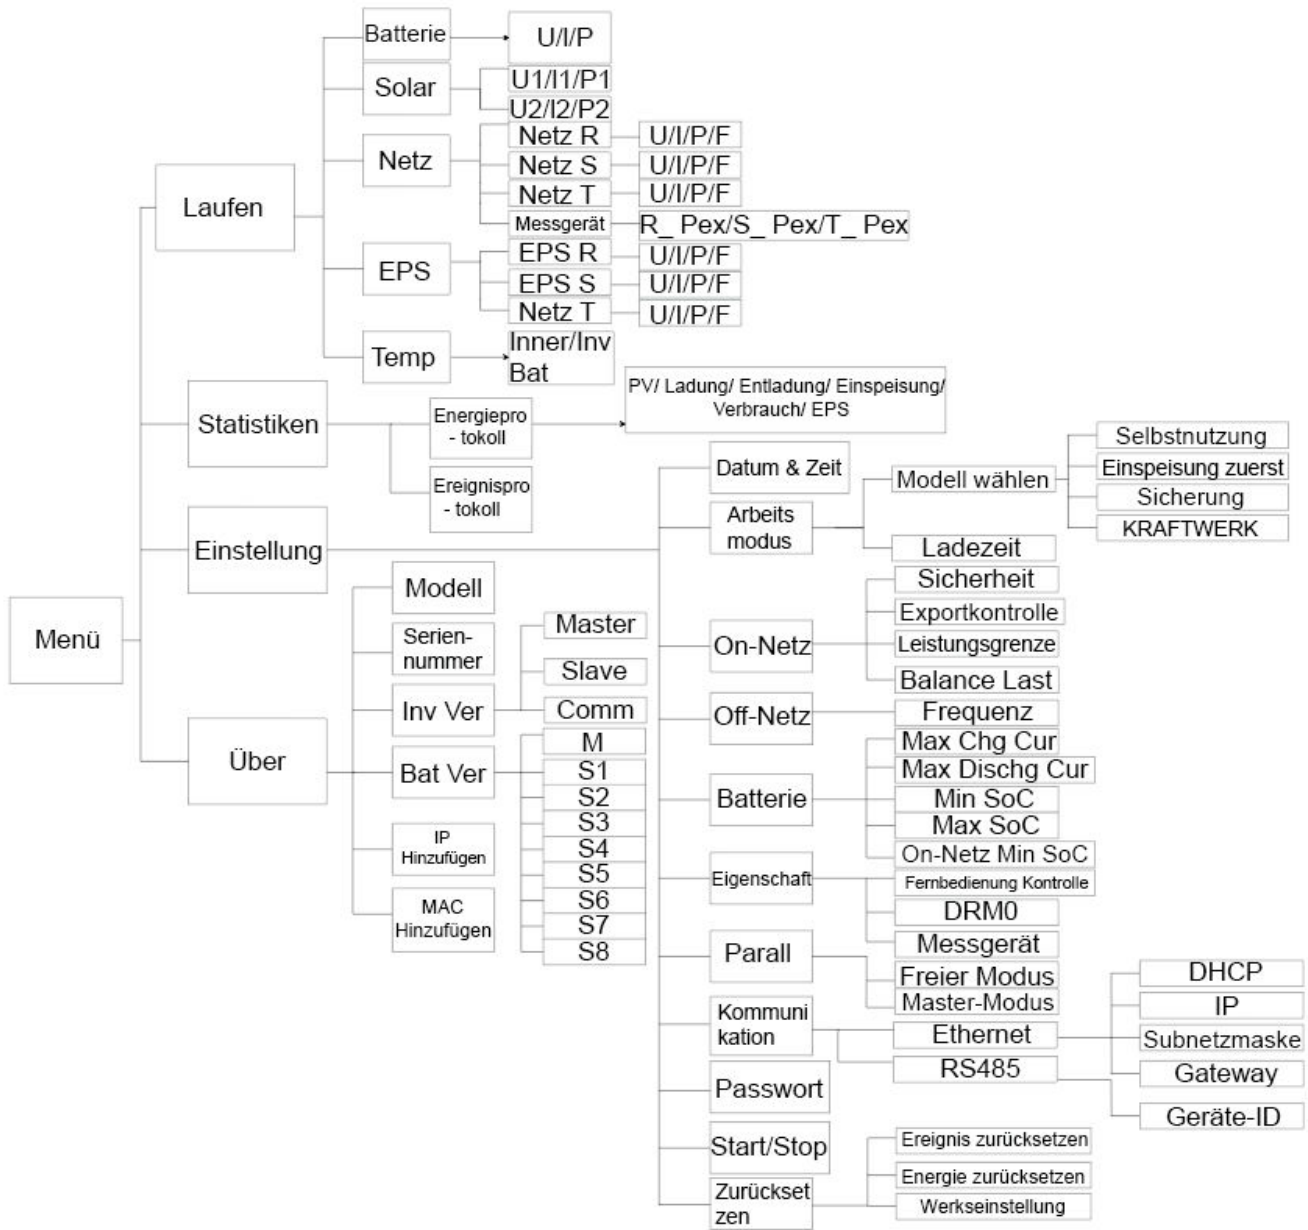 Menü
Laufen
Batterie
U/I/P
Solar
U1/I1/P1
U2/I2/P2
Netz
Netz R
U/I/P/F
Netz S
U/I/P/F
Netz T
U/I/P/F
Messgerät
R_ Pex/S_ Pex/T_ Pex
EPS
EPS R
U/I/P/F
EPS S
U/I/P/F
Netz T
U/I/P/F
Temp
Inner/Inv
Bat
Statistiken
Energiepro
- tokoll
PV/ Ladung/ Entladung/ Einspeisung/
Verbrauch/ EPS
Ereignispro
- tokoll
Einstellung
Datum & Zeit
Arbeits
modus
Modell wählen
Selbstnutzung
Einspeisung zuerst
Sicherung
KRAFTWERK
Ladezeit
On-Netz
Sicherheit
Exportkontrolle
Leistungsgrenze
Balance Last
Off-Netz
Frequenz
Batterie
Max Chg Cur
Max Dischg Cur
Min SoC
Max SoC
On-Netz Min SoC
Eigenschaft
Fernbedienung Kontrolle
DRM0
Messgerät
Parall
Freier Modus
Master-Modus
Kommuni
kation
Ethernet
DHCP
IP
Subnetzmaske
Gateway
RS485
Geräte-ID
Passwort
Start/Stop
Zurückset
zen
Ereignis zurücksetzen
Energie zurücksetzen
Werkseinstellung
Über
Modell
Serien-
nummer
Inv Ver
Master
Slave
Comm
Bat Ver
M
S1
S2
S3
S4
S5
S6
S7
S8
IP
Hinzufügen
MAC
Hinzufügen